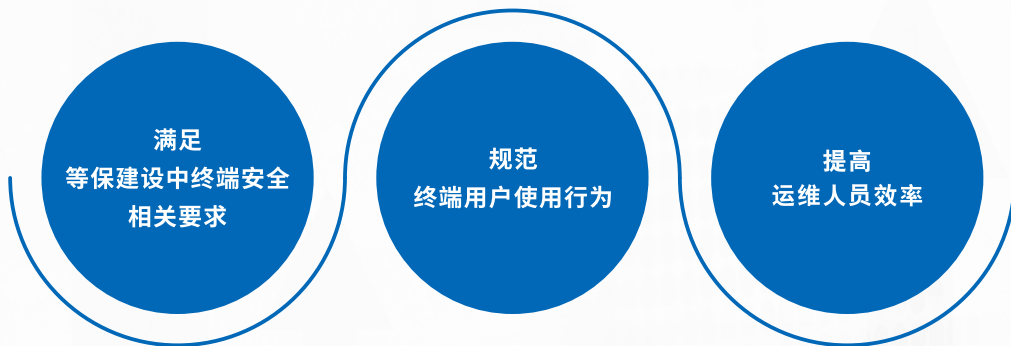 满足
等保建设中终端安全
相关要求
规范
终端用户使用行为
提高
运维人员效率